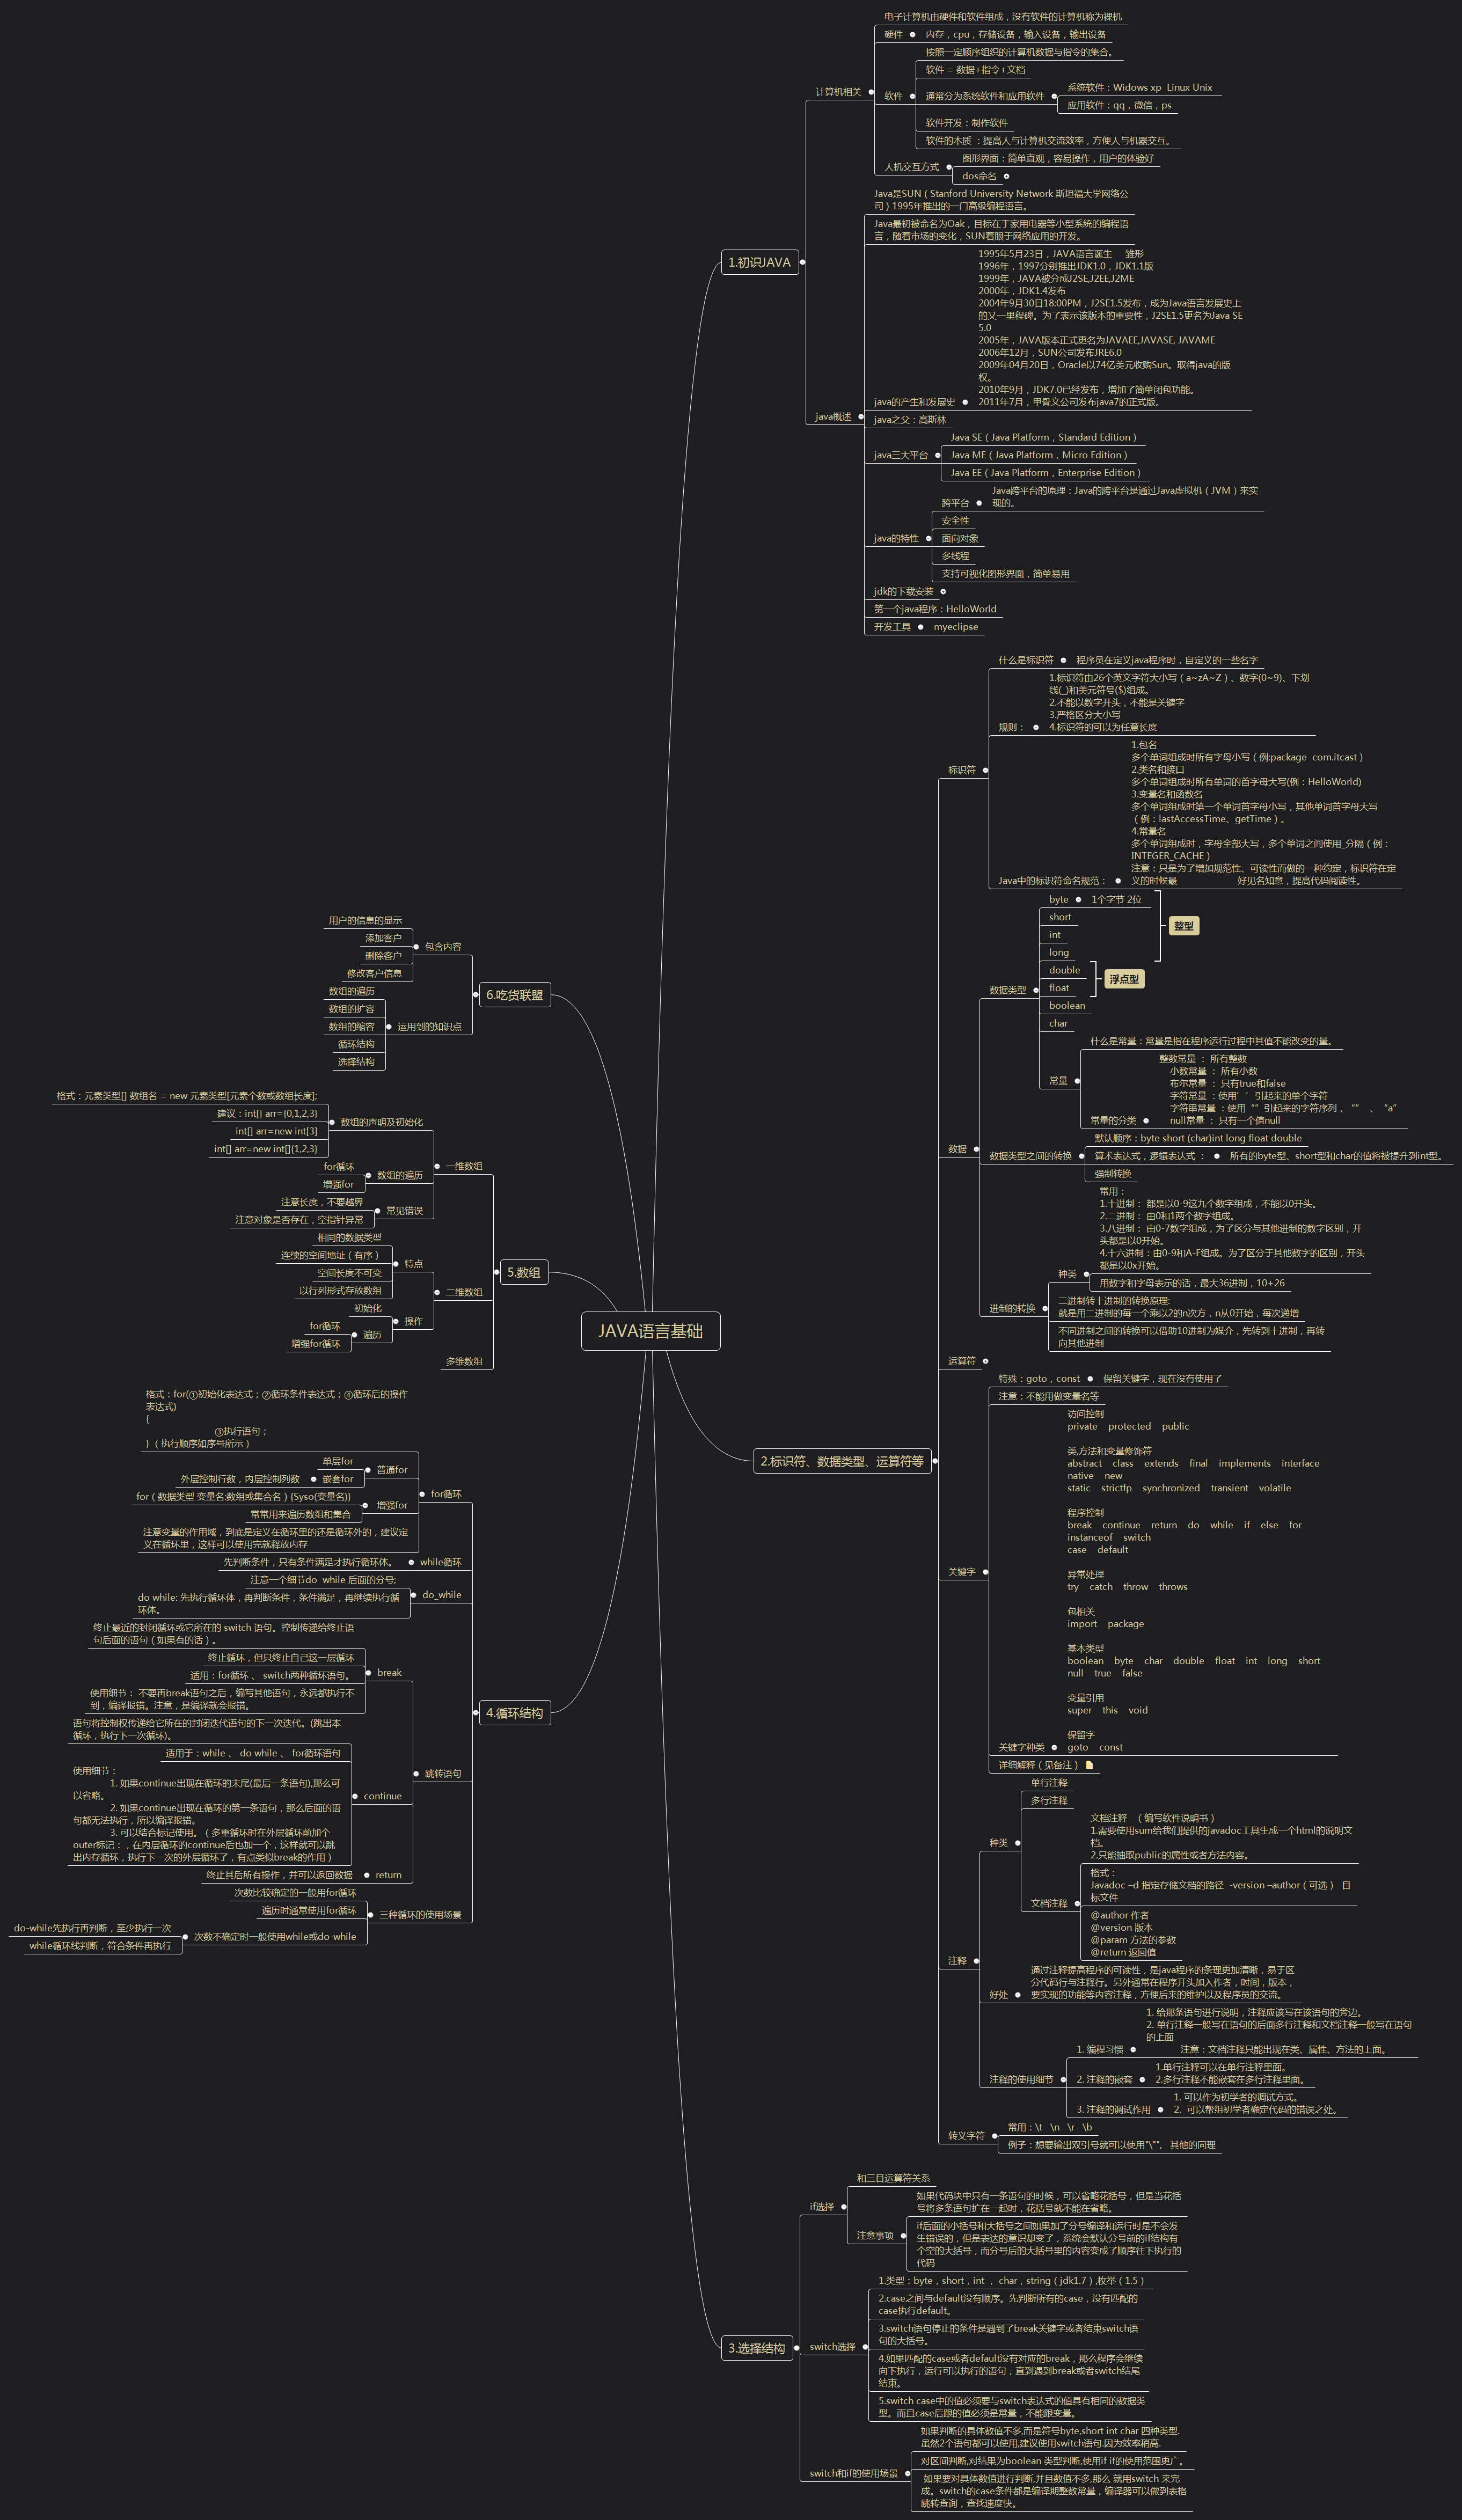 JAVA语言基础
1.初识JAVA
计算机相关
电子计算机由硬件和软件组成，没有软件的计算机称为裸机
硬件
内存，cpu，存储设备，输入设备，输出设备
软件
按照一定顺序组织的计算机数据与指令的集合。
软件 = 数据+指令+文档
通常分为系统软件和应用软件
系统软件：Widows xp  Linux Unix
应用软件：qq，微信，ps
软件开发：制作软件
软件的本质 ：提高人与计算机交流效率，方便人与机器交互。
人机交互方式
图形界面：简单直观，容易操作，用户的体验好
dos命名
java概述
Java是SUN（Stanford University Network 斯坦福大学网络公
司）1995年推出的一门高级编程语言。
Java最初被命名为Oak，目标在于家用电器等小型系统的编程语
言，随着市场的变化，SUN着眼于网络应用的开发。
java的产生和发展史
1995年5月23日，JAVA语言诞生    雏形
1996年，1997分别推出JDK1.0，JDK1.1版
1999年，JAVA被分成J2SE,J2EE,J2ME
2000年，JDK1.4发布
2004年9月30日18:00PM，J2SE1.5发布，成为Java语言发展史上
的又一里程碑。为了表示该版本的重要性，J2SE1.5更名为Java SE
5.0
2005年，JAVA版本正式更名为JAVAEE,JAVASE, JAVAME
2006年12月，SUN公司发布JRE6.0
2009年04月20日，Oracle以74亿美元收购Sun。取得java的版
权。
2010年9月，JDK7.0已经发布，增加了简单闭包功能。
2011年7月，甲骨文公司发布java7的正式版。
java之父：高斯林
java三大平台
Java SE（Java Platform，Standard Edition）
Java ME（Java Platform，Micro Edition）
Java EE（Java Platform，Enterprise Edition）
java的特性
跨平台
Java跨平台的原理：Java的跨平台是通过Java虚拟机（JVM）来实
现的。
安全性
面向对象
多线程
支持可视化图形界面，简单易用
jdk的下载安装
第一个java程序：HelloWorld
开发工具
myeclipse
2.标识符、数据类型、运算符等
标识符
什么是标识符
程序员在定义java程序时，自定义的一些名字
规则：
1.标识符由26个英文字符大小写（a~zA~Z）、数字(0~9)、下划
线(_)和美元符号($)组成。
2.不能以数字开头，不能是关键字
3.严格区分大小写
4.标识符的可以为任意长度
Java中的标识符命名规范：
1.包名
多个单词组成时所有字母小写（例:package  com.itcast）
2.类名和接口
多个单词组成时所有单词的首字母大写(例：HelloWorld)
3.变量名和函数名
多个单词组成时第一个单词首字母小写，其他单词首字母大写
（例：lastAccessTime、getTime）。
4.常量名
多个单词组成时，字母全部大写，多个单词之间使用_分隔（例：
INTEGER_CACHE）
注意：只是为了增加规范性、可读性而做的一种约定，标识符在定
义的时候最          好见名知意，提高代码阅读性。
数据
数据类型
byte
1个字节 2位
short
int
long
整型
double
float
浮点型
boolean
char
常量
什么是常量：常量是指在程序运行过程中其值不能改变的量。
常量的分类
整数常量 ： 所有整数
小数常量 ： 所有小数
布尔常量 ： 只有true和false
字符常量 ：使用’  ’引起来的单个字符
字符串常量 ：使用 “” 引起来的字符序列， “”  、 “a”
null常量 ： 只有一个值null
数据类型之间的转换
默认顺序：byte short (char)int long float double
算术表达式，逻辑表达式 ：
所有的byte型、short型和char的值将被提升到int型。
强制转换
进制的转换
种类
常用：
1.十进制： 都是以0-9这九个数字组成，不能以0开头。
2.二进制： 由0和1两个数字组成。
3.八进制： 由0-7数字组成，为了区分与其他进制的数字区别，开
头都是以0开始。
4.十六进制：由0-9和A-F组成。为了区分于其他数字的区别，开头
都是以0x开始。
用数字和字母表示的话，最大36进制，10+26
二进制转十进制的转换原理:
就是用二进制的每一个乘以2的n次方，n从0开始，每次递增
不同进制之间的转换可以借助10进制为媒介，先转到十进制，再转
向其他进制
运算符
关键字
特殊：goto，const
保留关键字，现在没有使用了
注意：不能用做变量名等
关键字种类
访问控制
private    protected    public
类,方法和变量修饰符
abstract    class    extends    final    implements    interface
native    new
static    strictfp    synchronized    transient    volatile
程序控制
break    continue    return    do    while    if    else    for
instanceof    switch
case    default
异常处理
try    catch    throw    throws
包相关
import    package
基本类型
boolean    byte    char    double    float    int    long    short
null    true    false
变量引用
super    this    void
保留字
goto    const
详细解释（见备注）
注释
种类
单行注释
多行注释
文档注释
文档注释 （编写软件说明书）
1.需要使用sum给我们提供的javadoc工具生成一个html的说明文
档。
2.只能抽取public的属性或者方法内容。
格式：
Javadoc –d 指定存储文档的路径  -version –author（可选） 目
标文件
@author 作者
@version 版本
@param 方法的参数
@return 返回值
好处
通过注释提高程序的可读性，是java程序的条理更加清晰，易于区
分代码行与注释行。另外通常在程序开头加入作者，时间，版本，
要实现的功能等内容注释，方便后来的维护以及程序员的交流。
注释的使用细节
1. 编程习惯
1. 给那条语句进行说明，注释应该写在该语句的旁边。
2. 单行注释一般写在语句的后面多行注释和文档注释一般写在语句
的上面
注意：文档注释只能出现在类、属性、方法的上面。
2. 注释的嵌套
1.单行注释可以在单行注释里面。
2.多行注释不能嵌套在多行注释里面。
3. 注释的调试作用
1. 可以作为初学者的调试方式。
2. 可以帮组初学者确定代码的错误之处。
转义字符
常用：\t   \n   \r   \b
例子：想要输出双引号就可以使用"\""， 其他的同理
3.选择结构
if选择
和三目运算符关系
注意事项
如果代码块中只有一条语句的时候，可以省略花括号，但是当花括
号将多条语句扩在一起时，花括号就不能在省略。
if后面的小括号和大括号之间如果加了分号编译和运行时是不会发
生错误的，但是表达的意识却变了，系统会默认分号前的if结构有
个空的大括号，而分号后的大括号里的内容变成了顺序往下执行的
代码
switch选择
1.类型：byte，short，int ， char，string（jdk1.7）,枚举（1.5）
2.case之间与default没有顺序。先判断所有的case，没有匹配的
case执行default。
3.switch语句停止的条件是遇到了break关键字或者结束switch语
句的大括号。
4.如果匹配的case或者default没有对应的break，那么程序会继续
向下执行，运行可以执行的语句，直到遇到break或者switch结尾
结束。
5.switch case中的值必须要与switch表达式的值具有相同的数据类
型。而且case后跟的值必须是常量，不能跟变量。
switch和if的使用场景
如果判断的具体数值不多,而是符号byte,short int char 四种类型.
虽然2个语句都可以使用,建议使用switch语句.因为效率稍高.
对区间判断,对结果为boolean 类型判断,使用if if的使用范围更广。
如果要对具体数值进行判断,并且数值不多,那么 就用switch 来完
成。switch的case条件都是编译期整数常量，编译器可以做到表格
跳转查询，查找速度快。
4.循环结构
for循环
格式：for(①初始化表达式；②循环条件表达式；④循环后的操作
表达式)
{
③执行语句；
} （执行顺序如序号所示）
普通for
单层for
嵌套for
外层控制行数，内层控制列数
增强for
for（数据类型 变量名:数组或集合名）{Syso(变量名)}
常常用来遍历数组和集合
注意变量的作用域，到底是定义在循环里的还是循环外的，建议定
义在循环里，这样可以使用完就释放内存
while循环
先判断条件，只有条件满足才执行循环体。
do_while
注意一个细节do  while 后面的分号;
do while: 先执行循环体，再判断条件，条件满足，再继续执行循
环体。
跳转语句
break
终止最近的封闭循环或它所在的 switch 语句。控制传递给终止语
句后面的语句（如果有的话）。
终止循环，但只终止自己这一层循环
适用：for循环 、 switch两种循环语句。
使用细节： 不要再break语句之后，编写其他语句，永远都执行不
到，编译报错。注意，是编译就会报错。
continue
语句将控制权传递给它所在的封闭迭代语句的下一次迭代。(跳出本
循环，执行下一次循环)。
适用于：while 、 do while 、 for循环语句
使用细节：
1. 如果continue出现在循环的末尾(最后一条语句),那么可
以省略。
2. 如果continue出现在循环的第一条语句，那么后面的语
句都无法执行，所以编译报错。
3. 可以结合标记使用。（多重循环时在外层循环前加个
outer标记：，在内层循环的continue后也加一个，这样就可以跳
出内存循环，执行下一次的外层循环了，有点类似break的作用）
return
终止其后所有操作，并可以返回数据
三种循环的使用场景
次数比较确定的一般用for循环
遍历时通常使用for循环
次数不确定时一般使用while或do-while
do-while先执行再判断，至少执行一次
while循环线判断，符合条件再执行
5.数组
一维数组
数组的声明及初始化
格式：元素类型[] 数组名 = new 元素类型[元素个数或数组长度];
建议：int[] arr={0,1,2,3}
int[] arr=new int[3]
int[] arr=new int[]{1,2,3}
数组的遍历
for循环
增强for
常见错误
注意长度，不要越界
注意对象是否存在，空指针异常
二维数组
特点
相同的数据类型
连续的空间地址（有序）
空间长度不可变
以行列形式存放数组
操作
初始化
遍历
for循环
增强for循环
多维数组
6.吃货联盟
包含内容
用户的信息的显示
添加客户
删除客户
修改客户信息
运用到的知识点
数组的遍历
数组的扩容
数组的缩容
循环结构
选择结构